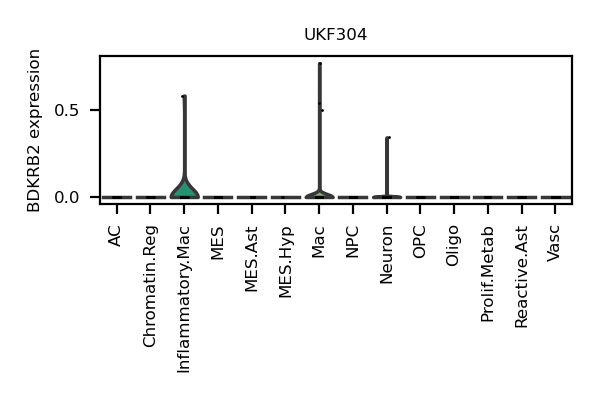 UKF304
BDKRB2 expression
0.5
0.0
AC
Chromatin.Reg
Inflammatory.Mac
MES
MES.Ast
MES.Hyp
Mac
NPC
Neuron
OPC
Oligo
Prolif.Metab
Reactive.Ast
Vasc